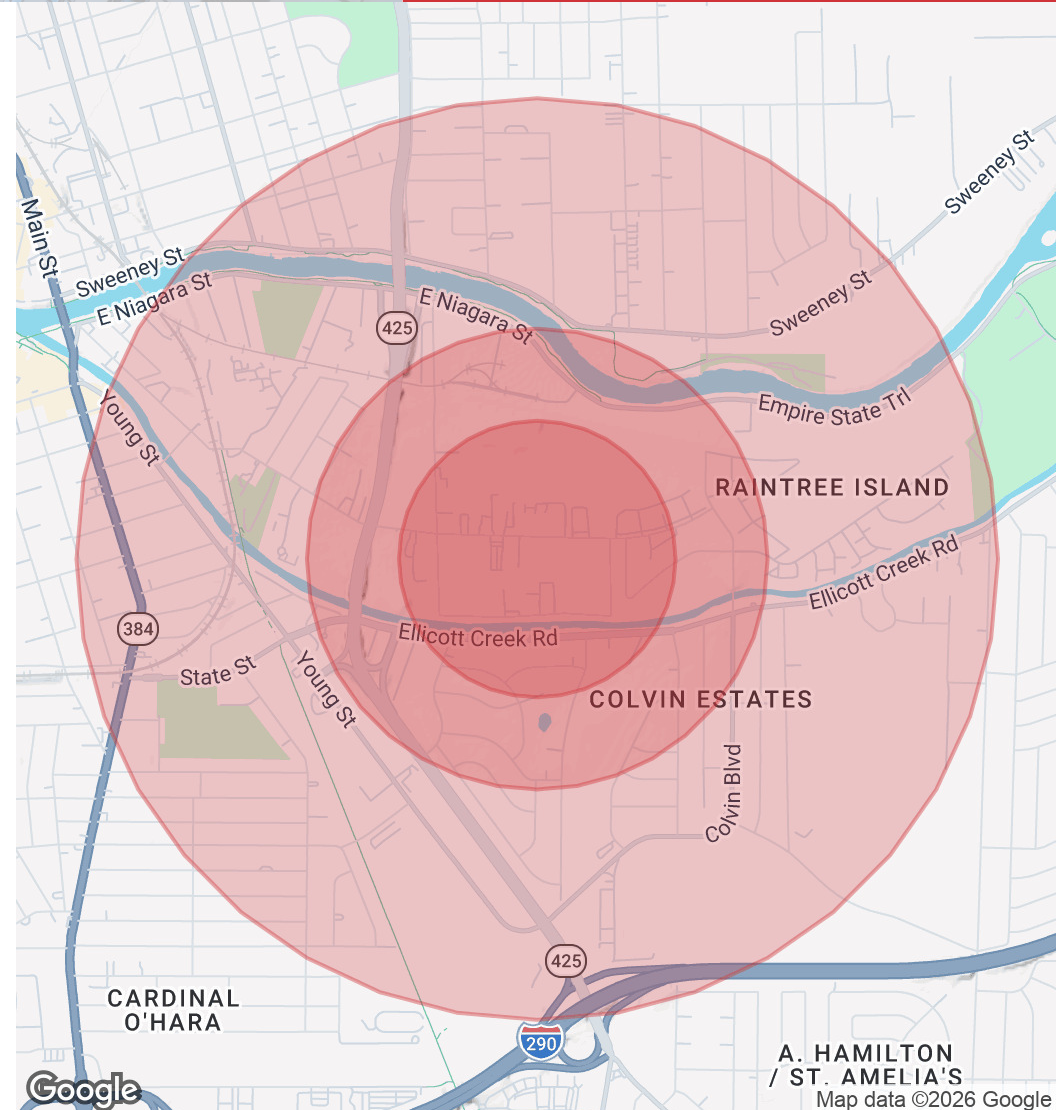 Sweeney St
Main St
Sweeney St
E Niagara St
Sweeney St
E Niagara St
425
Empire State Trl
Young St
RAINTREE ISLAND
Ellicott Creek Rd
384
Ellicott Creek Rd
State St
Young St
COLVIN ESTATES
Colvin Blvd
425
CARDINAL
O'HARA
290
A. HAMILTON
/ ST. AMELIA'S
Google
Map data ©2026 Google